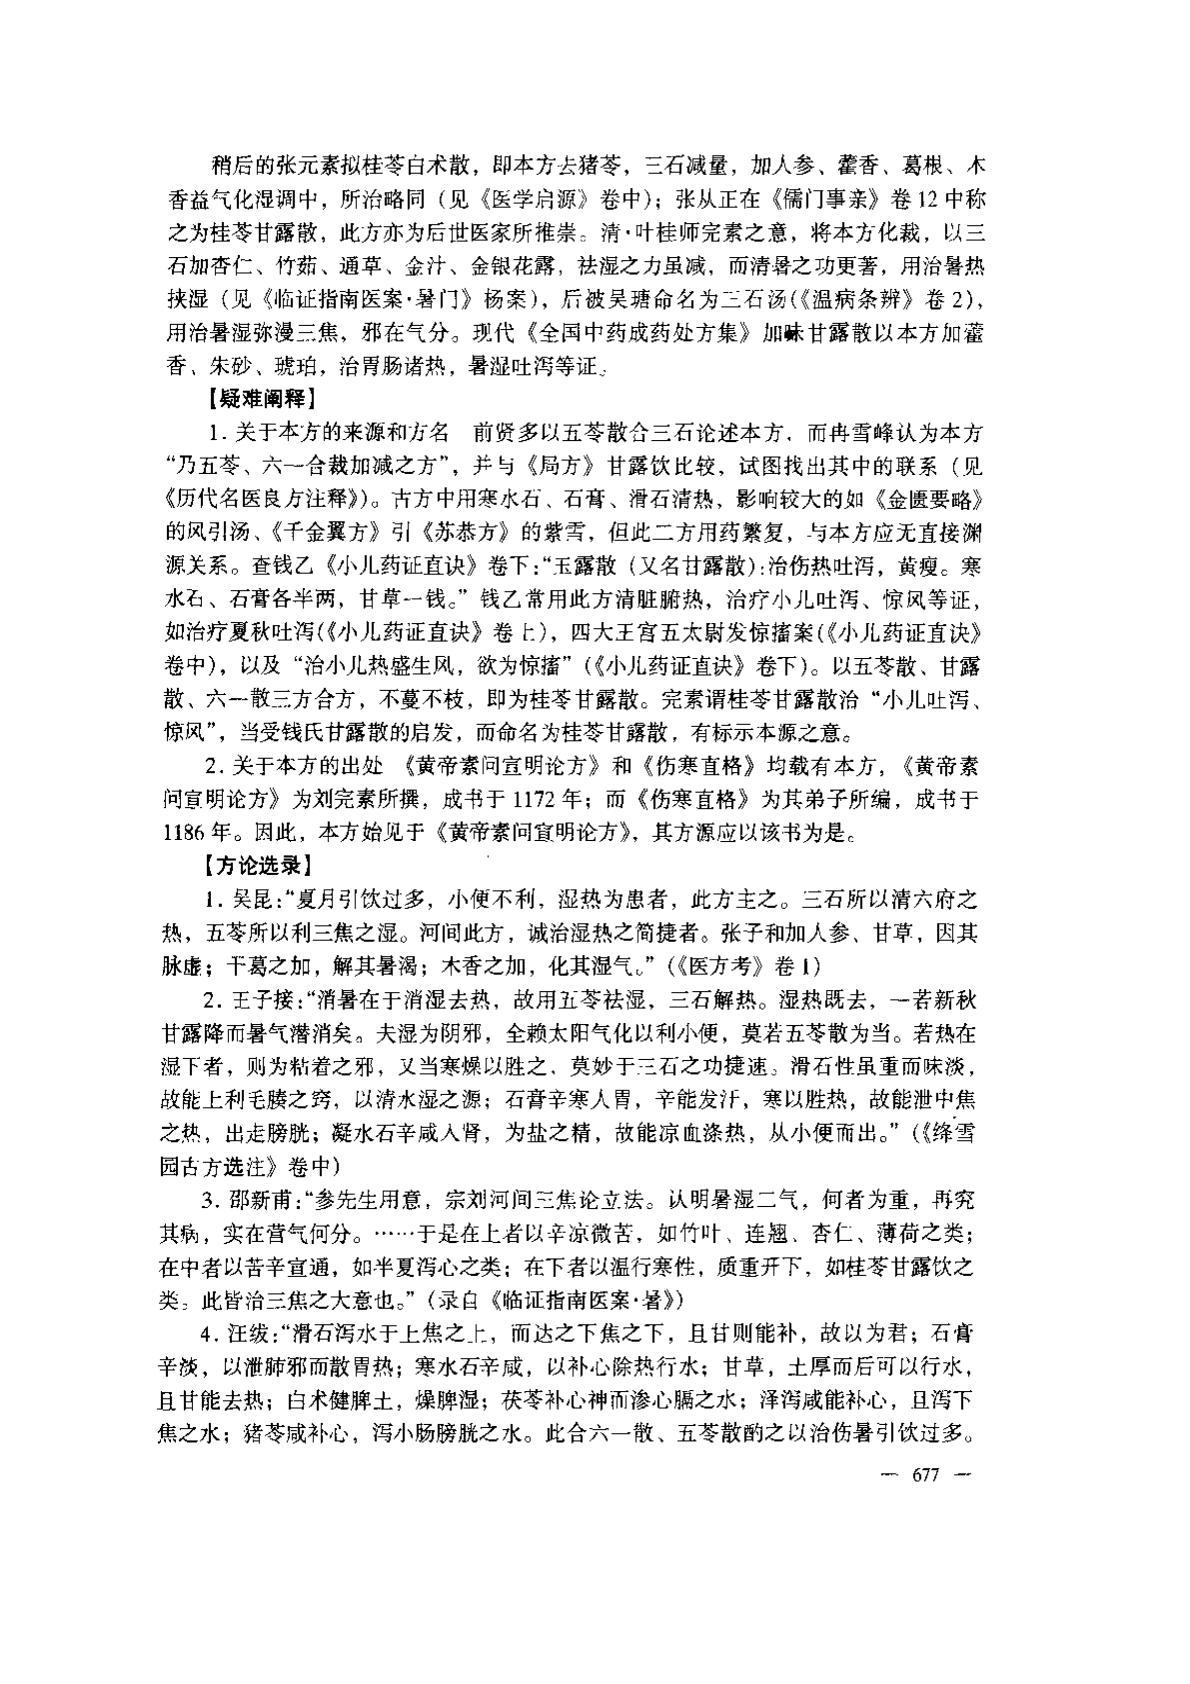 稍后的张元素拟桂苓白术散，即本方去猪苓，三石减量，加人参、藿香、葛根、木
香益气化湿调中，所治略同（见《医学启源》卷中）；张从正在《儒门事亲》卷12中称
之为桂苓甘露散，此方亦为后世医家所推崇。清·叶桂师完素之意，将本方化裁，以三
石加杏仁、竹茹、通草、金汁、金银花露，祛湿之力虽减，而清暑之功更著，用治暑热
挟湿（见《临证指南医案·暑门》杨案），后被吴瑭命名为三石汤（《温病条辨》卷2），
用治暑湿弥漫三焦，邪在气分。现代《全国中药成药处方集》加味甘露散以本方加藿
香、朱砂、琥珀，治胃肠诸热，暑湿吐泻等证。
【疑难阐释】
1. 关于本方的来源和方名　前贤多以五苓散合三石论述本方，而冉雪峰认为本方
“乃五苓、六一合裁加减之方”，并与《局方》甘露饮比较，试图找出其中的联系（见
《历代名医良方注释》）。古方中用寒水石、石膏、滑石清热，影响较大的如《金匮要略》
的风引汤、《千金翼方》引《苏恭方》的紫雪，但此二方用药繁复，与本方应无直接渊
源关系。查钱乙《小儿药证直诀》卷下：“玉露散（又名甘露散）：治伤热吐泻，黄瘦。寒
水石、石膏各半两，甘草一钱。”钱乙常用此方清脏腑热，治疗小儿吐泻、惊风等证，
如治疗夏秋吐泻（《小儿药证直诀》卷上），四大王宫五太尉发惊搐案（《小儿药证直诀》
卷中），以及“治小儿热盛生风，欲为惊搐”（《小儿药证直诀》卷下）。以五苓散、甘露
散、六一散三方合方，不蔓不枝，即为桂苓甘露散。完素谓桂苓甘露散治“小儿吐泻、
惊风”，当受钱氏甘露散的启发，而命名为桂苓甘露散，有标示本源之意。
2. 关于本方的出处　《黄帝素问宣明论方》和《伤寒直格》均载有本方，《黄帝素
问宣明论方》为刘完素所撰，成书于1172年；而《伤寒直格》为其弟子所编，成书于
1186年。因此，本方始见于《黄帝素问宣明论方》，其方源应以该书为是。
【方论选录】
1. 吴昆：“夏月引饮过多，小便不利，湿热为患者，此方主之。三石所以清六府之
热，五苓所以利三焦之湿。河间此方，诚治湿热之简捷者。张子和加人参、甘草，因其
脉虚；干葛之加，解其暑渴；木香之加，化其湿气。”（《医方考》卷1）
2. 王子接：“消暑在于消湿去热，故用五苓祛湿，三石解热。湿热既去，一若新秋
甘露降而暑气潜消矣。夫湿为阴邪，全赖太阳气化以利小便，莫若五苓散为当。若热在
湿下者，则为粘着之邪，又当寒燥以胜之，莫妙于三石之功捷速。滑石性虽重而味淡，
故能上利毛腠之窍，以清水湿之源；石膏辛寒入胃，辛能发汗，寒以胜热，故能泄中焦
之热，出走膀胱；凝水石辛咸入肾，为盐之精，故能凉血涤热，从小便而出。”（《绛雪
园古方选注》卷中）
3. 邵新甫：“参先生用意，宗刘河间三焦论立法。认明暑湿二气，何者为重，再究
其病，实在营气何分。……于是在上者以辛凉微苦，如竹叶、连翘、杏仁、薄荷之类；
在中者以苦辛宣通，如半夏泻心之类；在下者以温行寒性，质重开下，如桂苓甘露饮之
类。此皆治三焦之大意也。”（录自《临证指南医案·暑》）
4. 汪绂：“滑石泻水于上焦之上，而达之下焦之下，且甘则能补，故以为君；石膏
辛淡，以泄肺邪而散胃热；寒水石辛咸，以补心除热行水；甘草，土厚而后可以行水，
且甘能去热；白术健脾土，燥脾湿；茯苓补心神而渗心膈之水；泽泻咸能补心，且泻下
焦之水；猪苓咸补心，泻小肠膀胱之水。此合六一散、五苓散酌之以治伤暑引饮过多。
— 677 —